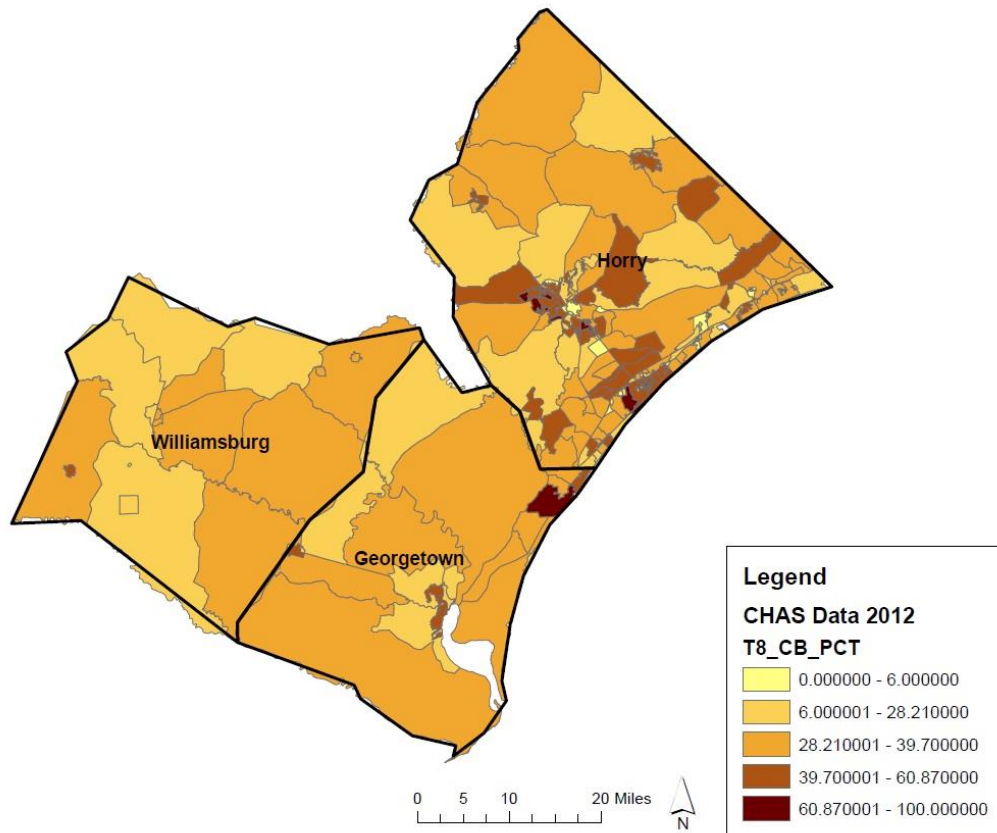 Horry
Williamsburg
Georgetown
Legend
CHAS Data 2012
T8_CB_PCT
0.000000 - 6.000000
6.000001 - 28.210000
28.210001 - 39.700000
39.700001 - 60.870000
60.870001 - 100.000000
0 5 10 20 Miles
N